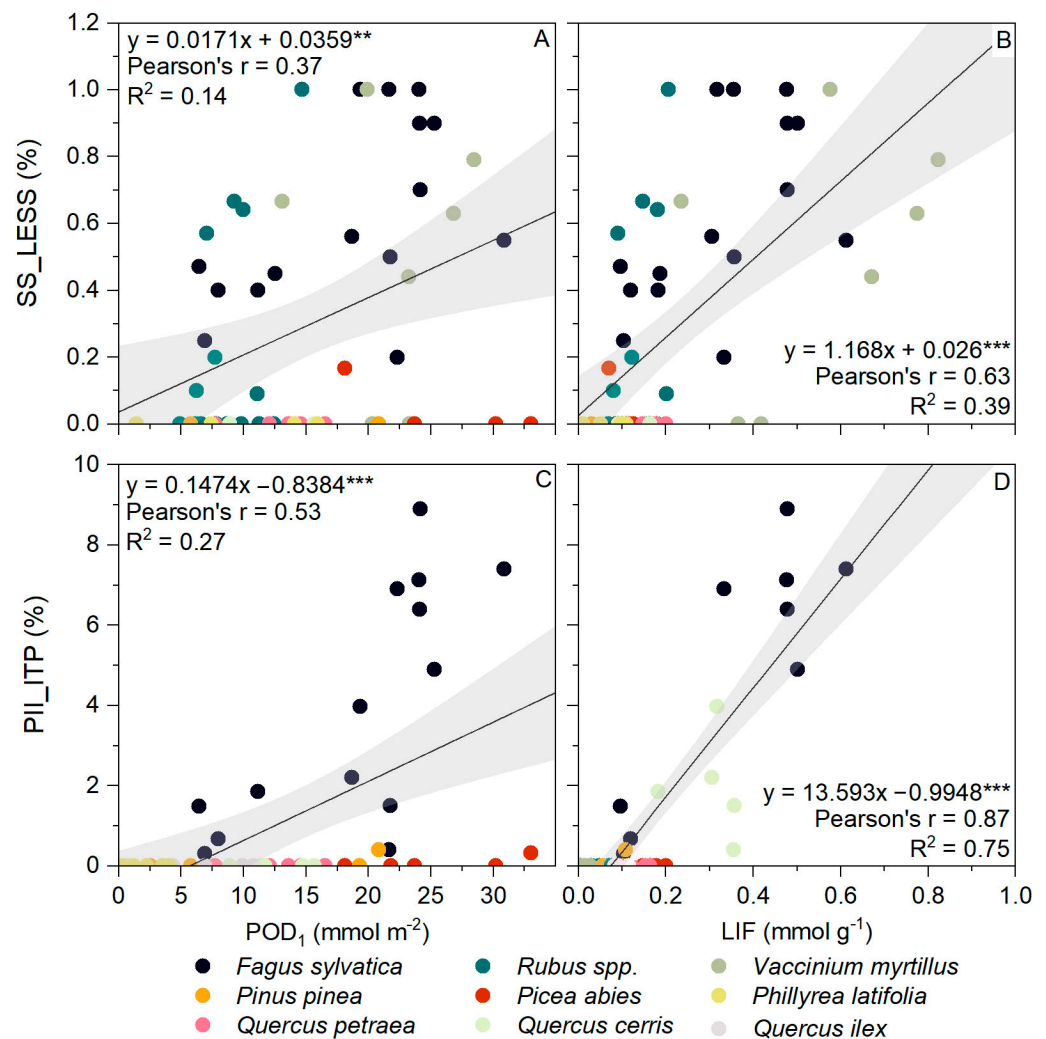 y = 0.0171x + 0.0359**
Pearson's r = 0.37
R² = 0.14
A
SS_LESS (%)
1.2
1.0
0.8
0.6
0.4
0.2
0.0
B
y = 1.168x + 0.026***
Pearson's r = 0.63
R² = 0.39
y = 0.1474x −0.8384***
Pearson's r = 0.53
R² = 0.27
C
PII_ITP (%)
10
8
6
4
2
0
0 5 10 15 20 25 30
POD₁ (mmol m⁻²)
D
y = 13.593x −0.9948***
Pearson's r = 0.87
R² = 0.75
0.0 0.2 0.4 0.6 0.8 1.0
LIF (mmol g⁻¹)
Fagus sylvatica Rubus spp. Vaccinium myrtillus
Pinus pinea Picea abies Phillyrea latifolia
Quercus petraea Quercus cerris Quercus ilex